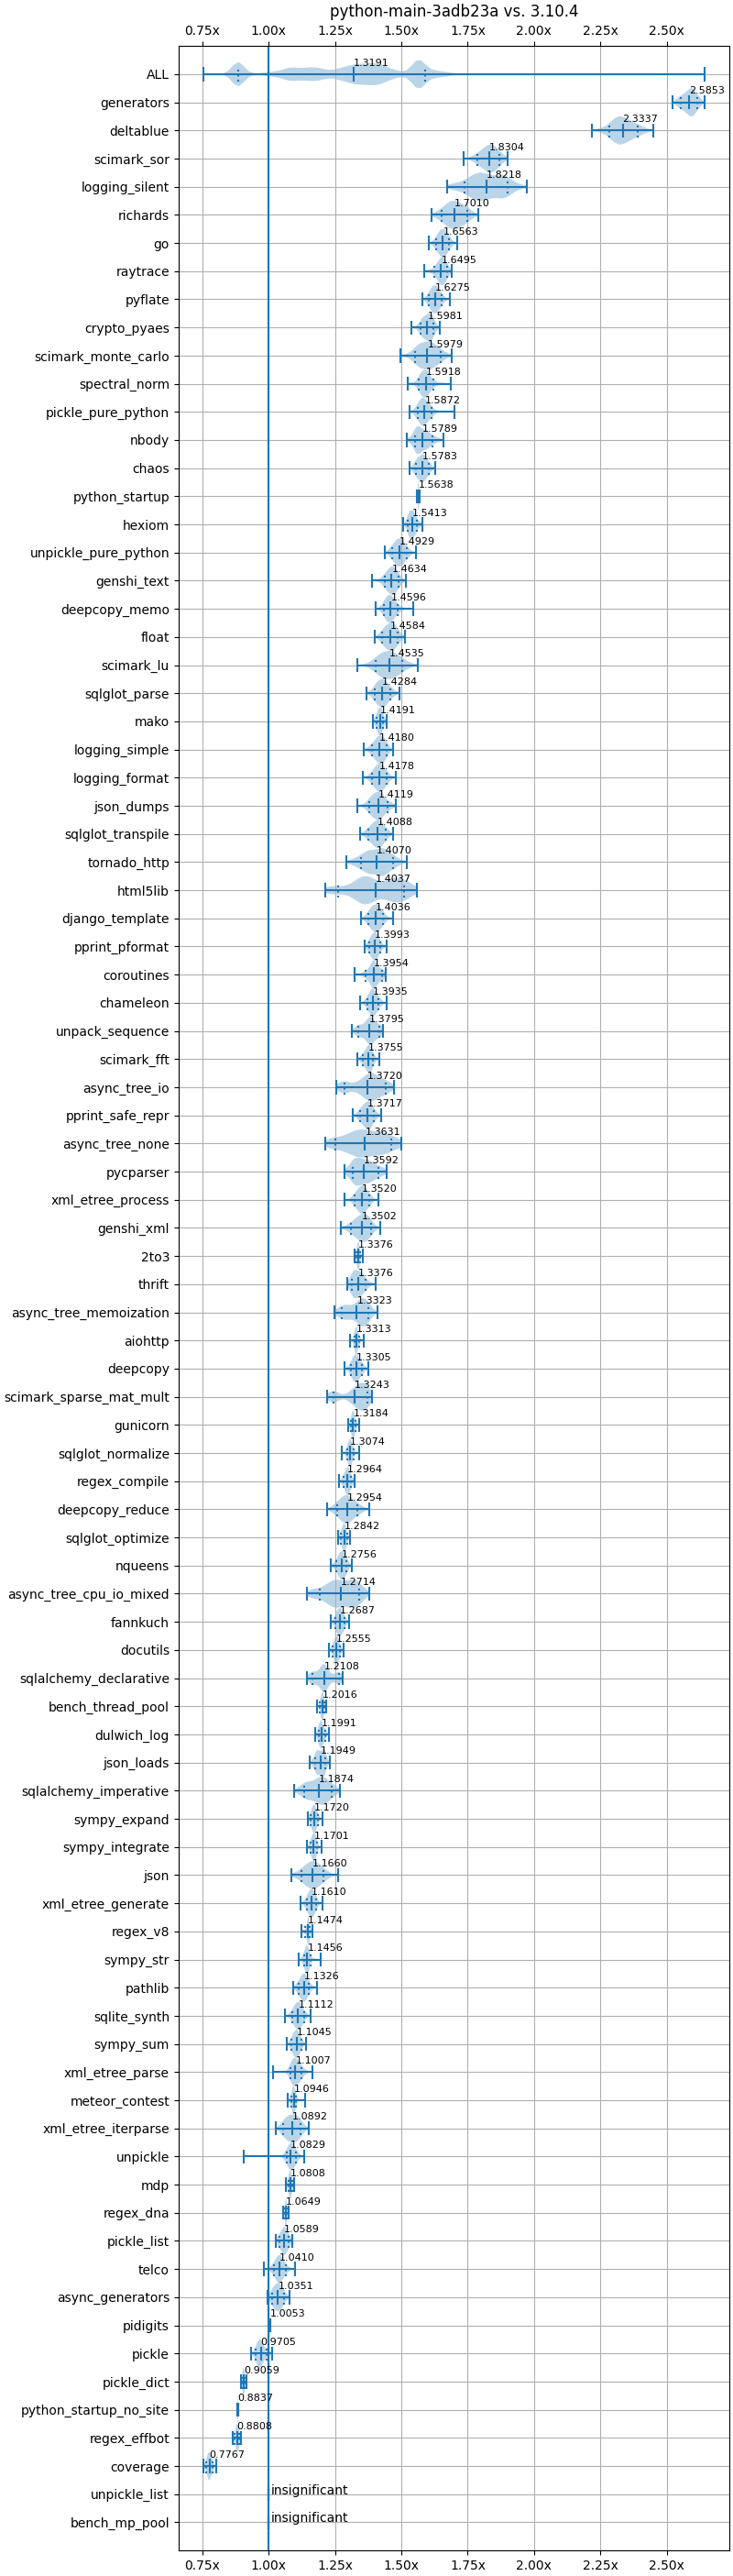 python-main-3adb23a vs. 3.10.4
0.75x 1.00x 1.25x 1.50x 1.75x 2.00x 2.25x 2.50x
ALL 1.3191
generators 2.5853
deltablue 2.3337
scimark_sor 1.8304
logging_silent 1.8218
richards 1.7010
go 1.6563
raytrace 1.6495
pyflate 1.6275
crypto_pyaes 1.5981
scimark_monte_carlo 1.5979
spectral_norm 1.5918
pickle_pure_python 1.5872
nbody 1.5789
chaos 1.5783
python_startup 1.5638
hexiom 1.5413
unpickle_pure_python 1.4929
genshi_text 1.4634
deepcopy_memo 1.4596
float 1.4584
scimark_lu 1.4535
sqlglot_parse 1.4284
mako 1.4191
logging_simple 1.4180
logging_format 1.4178
json_dumps 1.4119
sqlglot_transpile 1.4088
tornado_http 1.4070
html5lib 1.4037
django_template 1.4036
pprint_pformat 1.3993
coroutines 1.3954
chameleon 1.3935
unpack_sequence 1.3795
scimark_fft 1.3755
async_tree_io 1.3720
pprint_safe_repr 1.3717
async_tree_none 1.3631
pycparser 1.3592
xml_etree_process 1.3520
genshi_xml 1.3502
2to3 1.3376
thrift 1.3376
async_tree_memoization 1.3323
aiohttp 1.3313
deepcopy 1.3305
scimark_sparse_mat_mult 1.3243
gunicorn 1.3184
sqlglot_normalize 1.3074
regex_compile 1.2964
deepcopy_reduce 1.2954
sqlglot_optimize 1.2842
nqueens 1.2756
async_tree_cpu_io_mixed 1.2714
fannkuch 1.2687
docutils 1.2555
sqlalchemy_declarative 1.2108
bench_thread_pool 1.2016
dulwich_log 1.1991
json_loads 1.1949
sqlalchemy_imperative 1.1874
sympy_expand 1.1720
sympy_integrate 1.1701
json 1.1660
xml_etree_generate 1.1610
regex_v8 1.1474
sympy_str 1.1456
pathlib 1.1326
sqlite_synth 1.1112
sympy_sum 1.1045
xml_etree_parse 1.1007
meteor_contest 1.0946
xml_etree_iterparse 1.0892
unpickle 1.0829
mdp 1.0808
regex_dna 1.0649
pickle_list 1.0589
telco 1.0410
async_generators 1.0351
pidigits 1.0053
pickle 0.9705
pickle_dict 0.9059
python_startup_no_site 0.8837
regex_effbot 0.8808
coverage 0.7767
unpickle_list insignificant
bench_mp_pool insignificant
0.75x 1.00x 1.25x 1.50x 1.75x 2.00x 2.25x 2.50x